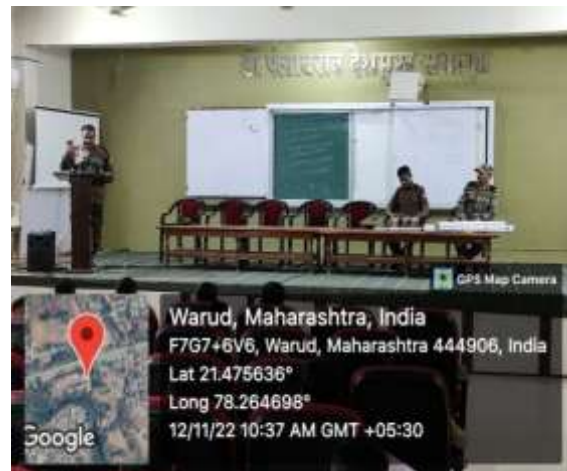 GPS Map Camera
Warud, Maharashtra, India
F7G7+6V6, Warud, Maharashtra 444906, India
Lat 21.475636°
Long 78.264698°
12/11/22 10:37 AM GMT +05:30
Google